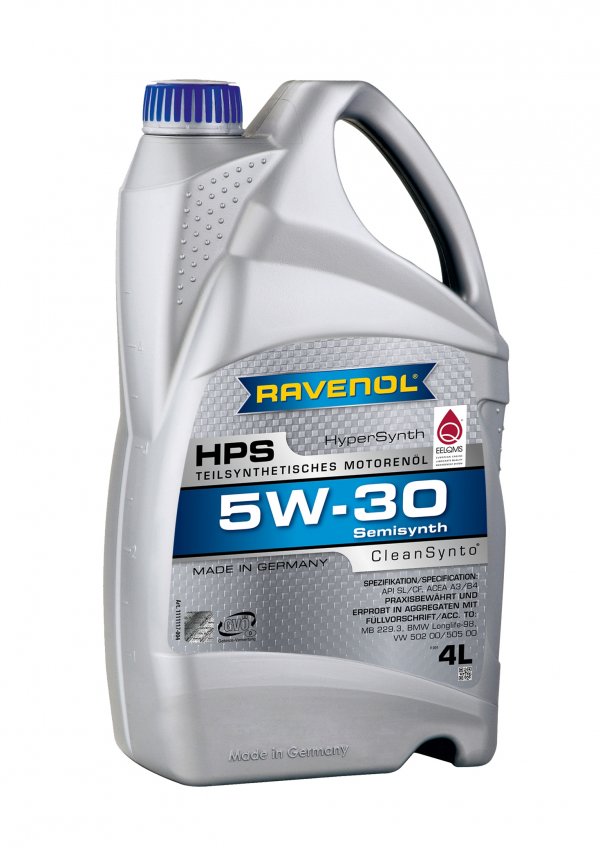 RAVENOL®
HPS
HyperSynth
EELQMS
TEILSYNTHETISCHES MOTORENÖL
5W-30
Semisynth
CleanSynto®
MADE IN GERMANY
SPEZIFIKATION/SPECIFICATION:
API SL/CF, ACEA A3/B4
PRAXISBEWÄHRT UND
ERPROBT IN AGGREGATEN MIT
FÜLLVORSCHRIFT/ACC. TO:
MB 229.3, BMW Longlife-98,
VW 502 00/505 00
4L
GVÖ
Made in Germany